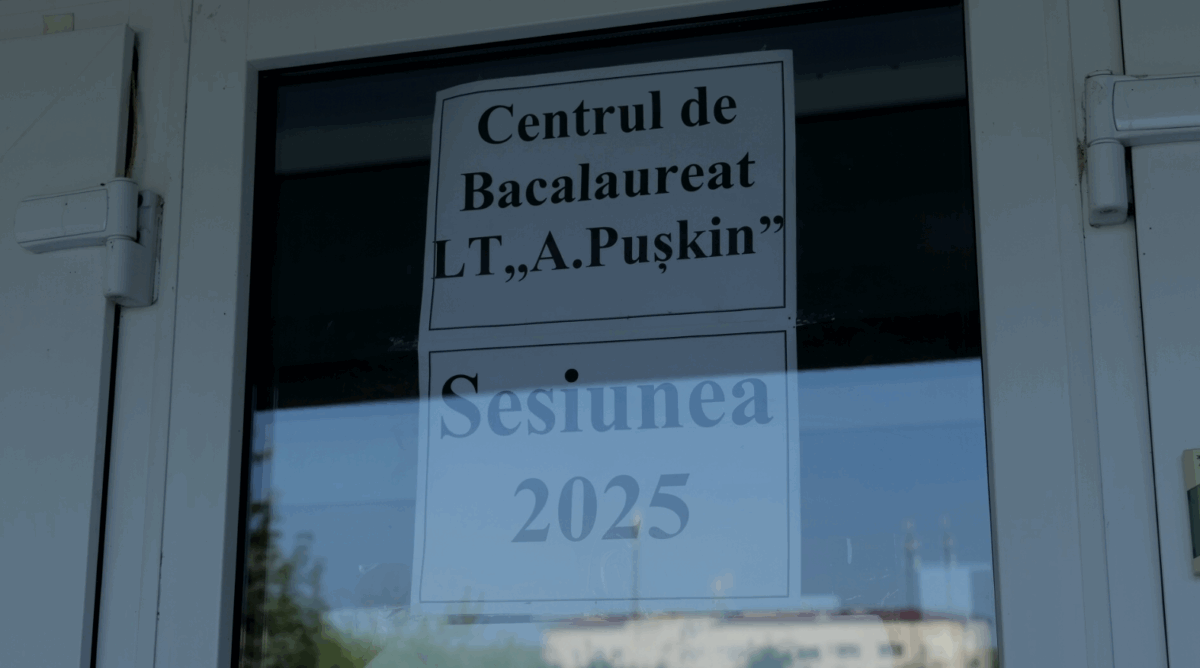 Centrul de
Bacalaureat
LT„A.Pușkin”
Sesiunea
2025